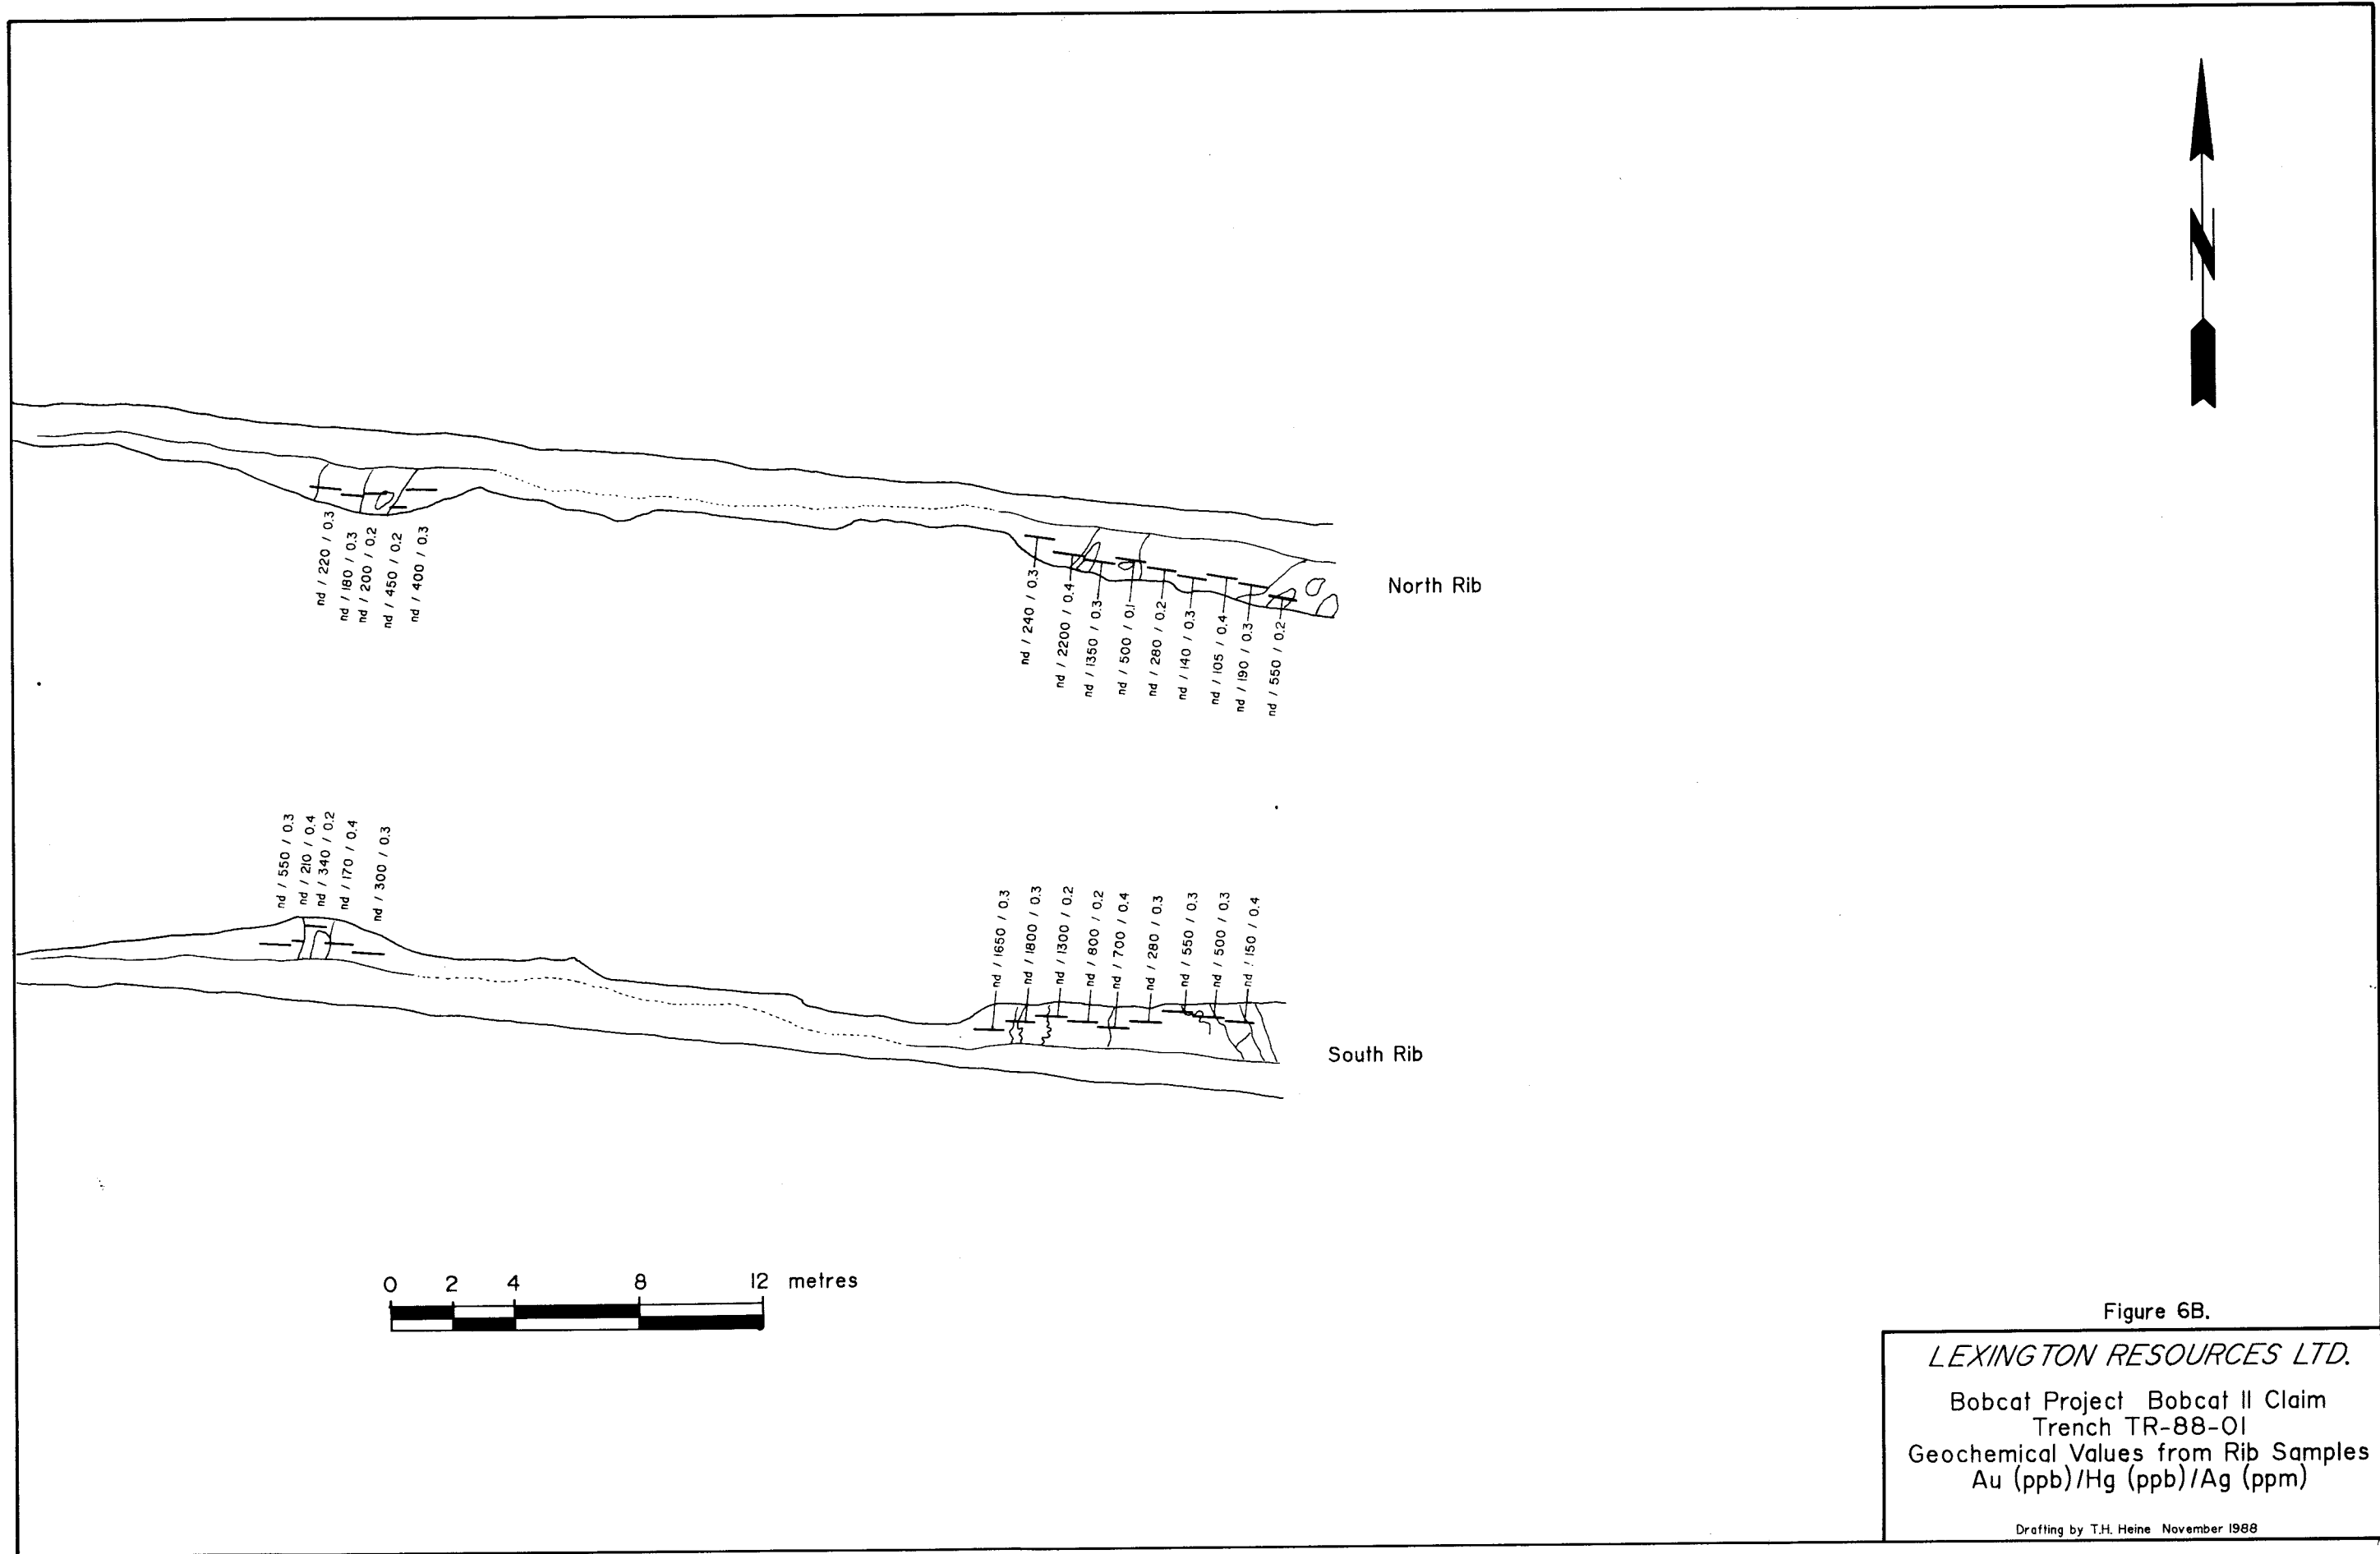 N
nd / 220 / 0.3
nd / 180 / 0.3
nd / 200 / 0.2
nd / 450 / 0.2
nd / 400 / 0.3
nd / 240 / 0.3
nd / 2200 / 0.4
nd / 1350 / 0.3
nd / 500 / 0.1
nd / 280 / 0.2
nd / 140 / 0.3
nd / 105 / 0.4
nd / 190 / 0.3
nd / 550 / 0.2
North Rib
nd / 550 / 0.3
nd / 210 / 0.4
nd / 340 / 0.2
nd / 170 / 0.4
nd / 300 / 0.3
nd / 1650 / 0.3
nd / 1800 / 0.3
nd / 1300 / 0.2
nd / 800 / 0.2
nd / 700 / 0.4
nd / 280 / 0.3
nd / 550 / 0.3
nd / 500 / 0.3
nd / 150 / 0.4
South Rib
0 2 4 8 12 metres
Figure 6B.
LEXINGTON RESOURCES LTD.
Bobcat Project Bobcat II Claim
Trench TR-88-01
Geochemical Values from Rib Samples
Au (ppb)/Hg (ppb)/Ag (ppm)
Drafting by T.H. Heine November 1988